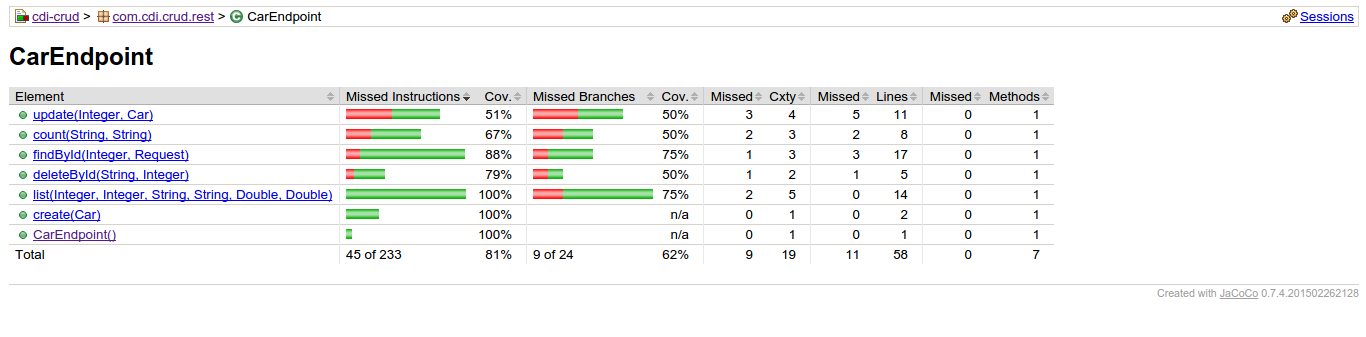 cdi-crud > com.cdi.crud.rest > CarEndpoint Sessions
CarEndpoint
Element Missed Instructions Cov. Missed Branches Cov. Missed Cxty Missed Lines Missed Methods
update(Integer, Car) 51% 50% 3 4 5 11 0 1
count(String, String) 67% 50% 2 3 2 8 0 1
findById(Integer, Request) 88% 75% 1 3 3 17 0 1
deleteById(String, Integer) 79% 50% 1 2 1 5 0 1
list(Integer, Integer, String, String, Double, Double) 100% 75% 2 5 0 14 0 1
create(Car) 100% n/a 0 1 0 2 0 1
CarEndpoint() 100% n/a 0 1 0 1 0 1
Total 45 of 233 81% 9 of 24 62% 9 19 11 58 0 7
Created with JaCoCo 0.7.4.201502262128